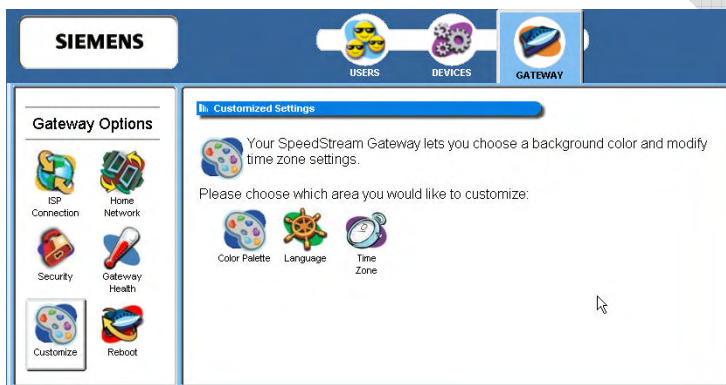 SIEMENS
USERS
DEVICES
GATEWAY
Gateway Options
ISP
Connection
Home
Network
Security
Gateway
Health
Customize
Reboot
Customized Settings
Your SpeedStream Gateway lets you choose a background color and modify
time zone settings.
Please choose which area you would like to customize:
Color Palette
Language
Time
Zone